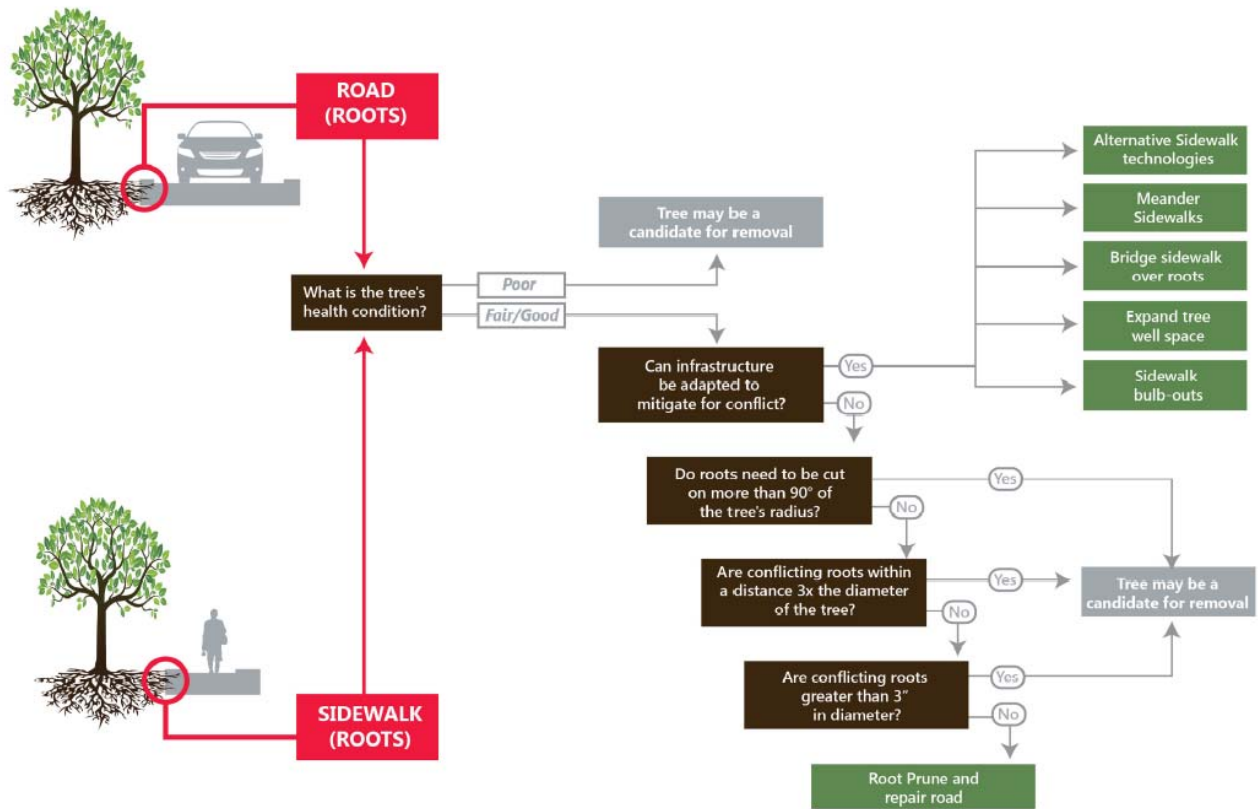 ROAD
(ROOTS)
Tree may be a
candidate for removal
What is the tree's
health condition?
Poor
Fair/Good
Can infrastructure
be adapted to
mitigate for conflict?
Yes
No
Alternative Sidewalk
technologies
Meander
Sidewalks
Bridge sidewalk
over roots
Expand tree
well space
Sidewalk
bulb-outs
Do roots need to be cut
on more than 90° of
the tree's radius?
Yes
No
Are conflicting roots within
a distance 3x the diameter
of the tree?
Yes
No
Tree may be a
candidate for removal
Are conflicting roots
greater than 3"
in diameter?
Yes
No
Root Prune and
repair road
SIDEWALK
(ROOTS)